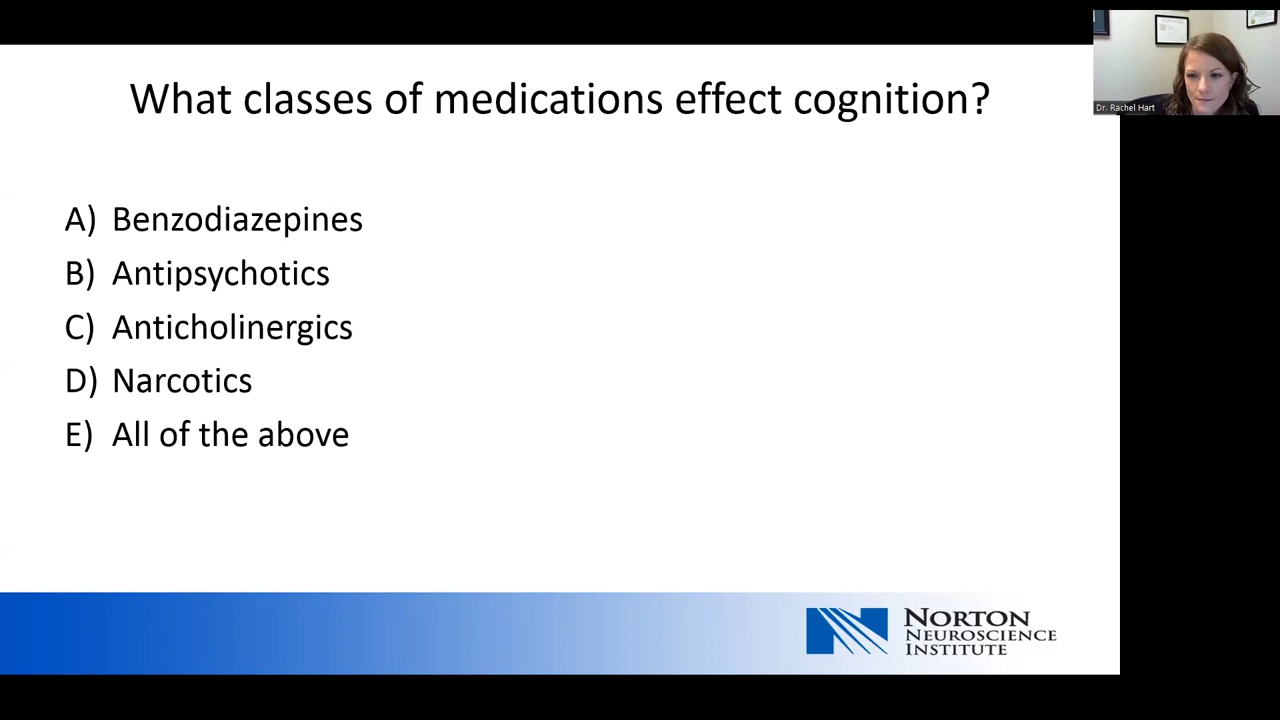 What classes of medications effect cognition?
A) Benzodiazepines
B) Antipsychotics
C) Anticholinergics
D) Narcotics
E) All of the above
NORTON
NEUROSCIENCE
INSTITUTE
Dr. Rachel Hart